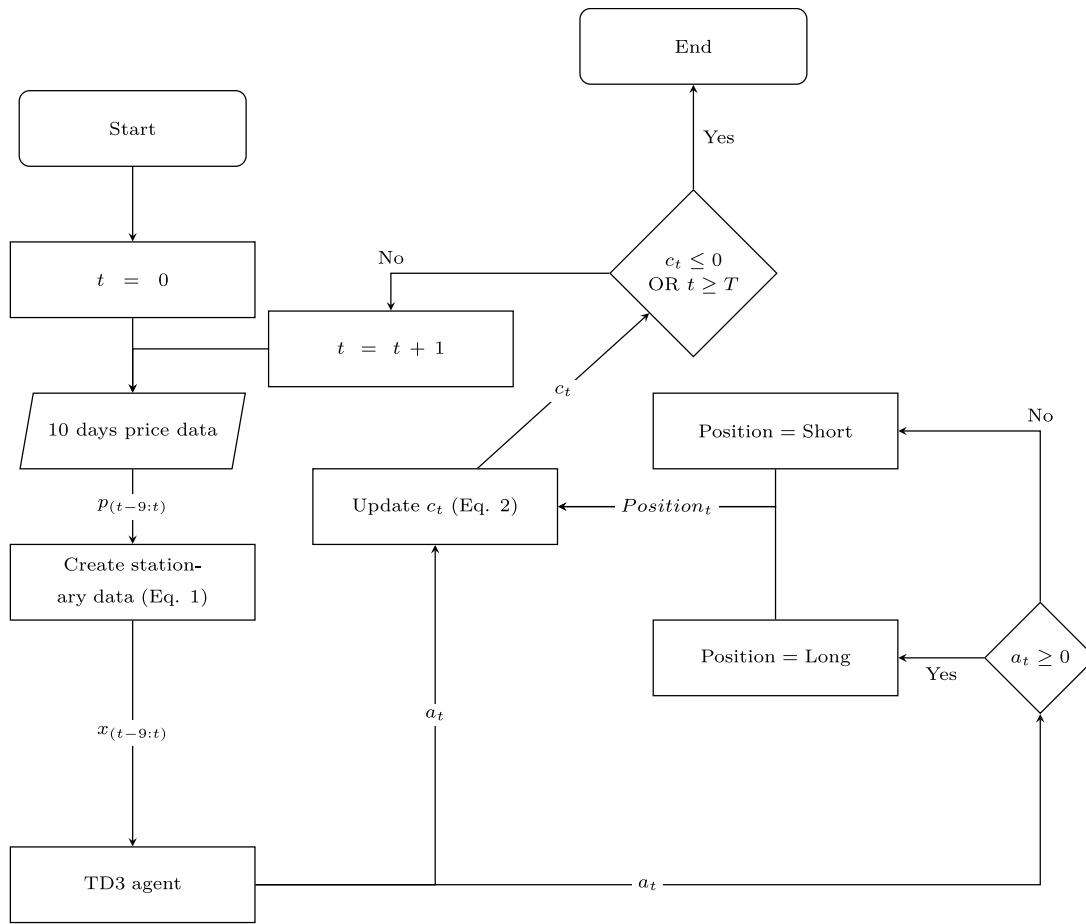 End
Start
Yes
c_t ≤ 0
OR t ≥ T
No
t = 0
t = t + 1
c_t
10 days price data
Position = Short
No
p_(t−9:t)
Update c_t (Eq. 2)
Position_t
Create station-
ary data (Eq. 1)
Position = Long
Yes
a_t ≥ 0
a_t
x_(t−9:t)
TD3 agent
a_t